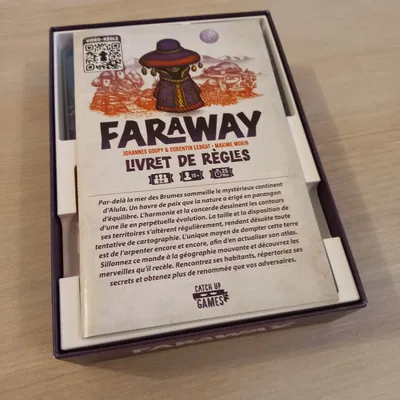 VIDÉO-RÈGLE
FARAWAY
JOHANNES GOUPY & CORENTIN LEBRAT - MAXIME MORIN
LIVRET DE RÈGLES
Par-delà la mer des Brumes sommeille le mystérieux continent
d'Alula. Un havre de paix que la nature a érigé en parangon
d'équilibre. L'harmonie et la concorde dessinent les contours
d'une île en perpétuelle évolution. La taille et la disposition de
ses territoires s'altèrent régulièrement, rendant désuète toute
tentative de cartographie. L'unique moyen de dompter cette terre
est de l'arpenter encore et encore, afin d'en actualiser son atlas.
Sillonnez ce monde à la géographie mouvante et découvrez les
merveilles qu'il recèle. Rencontrez ses habitants, répertoriez ses
secrets et obtenez plus de renommée que vos adversaires.
CATCH UP
GAMES
FARAWAY